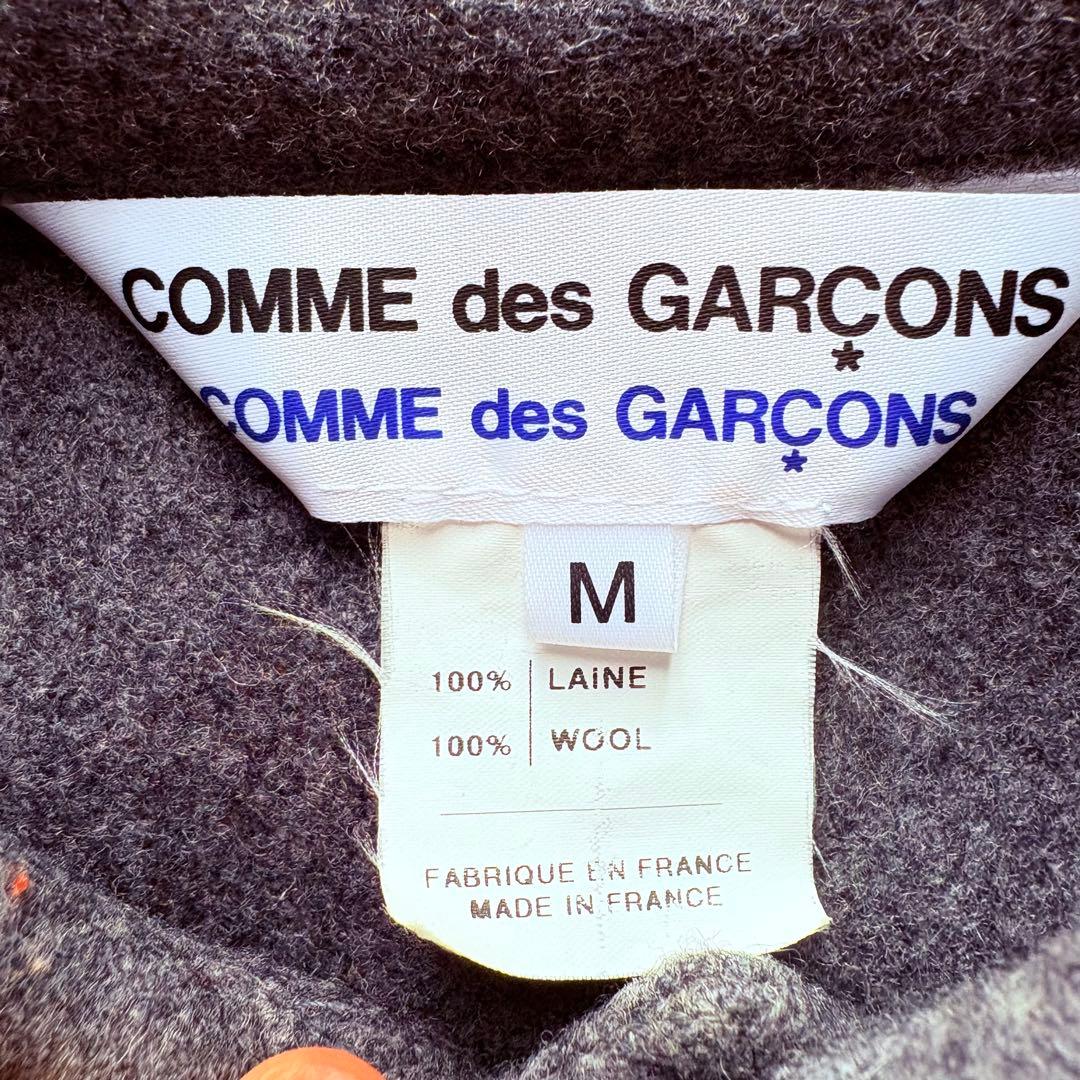 COMME des GARÇONS
COMME des GARÇONS
M
100% LAINE
100% WOOL
FABRIQUE EN FRANCE
MADE IN FRANCE